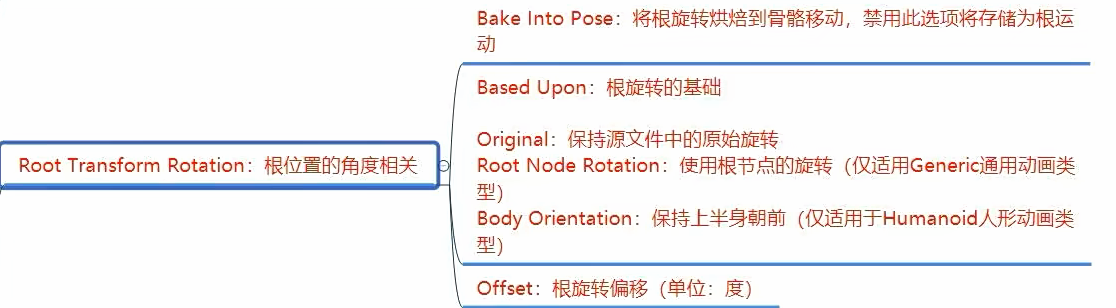 Root Transform Rotation：根位置的角度相关
Bake Into Pose：将根旋转烘焙到骨骼移动，禁用此选项将存储为根运
动
Based Upon：根旋转的基础
Original：保持源文件中的原始旋转
Root Node Rotation：使用根节点的旋转（仅适用Generic通用动画类
型）
Body Orientation：保持上半身朝前（仅适用于Humanoid人形动画类
型）
Offset：根旋转偏移（单位：度）